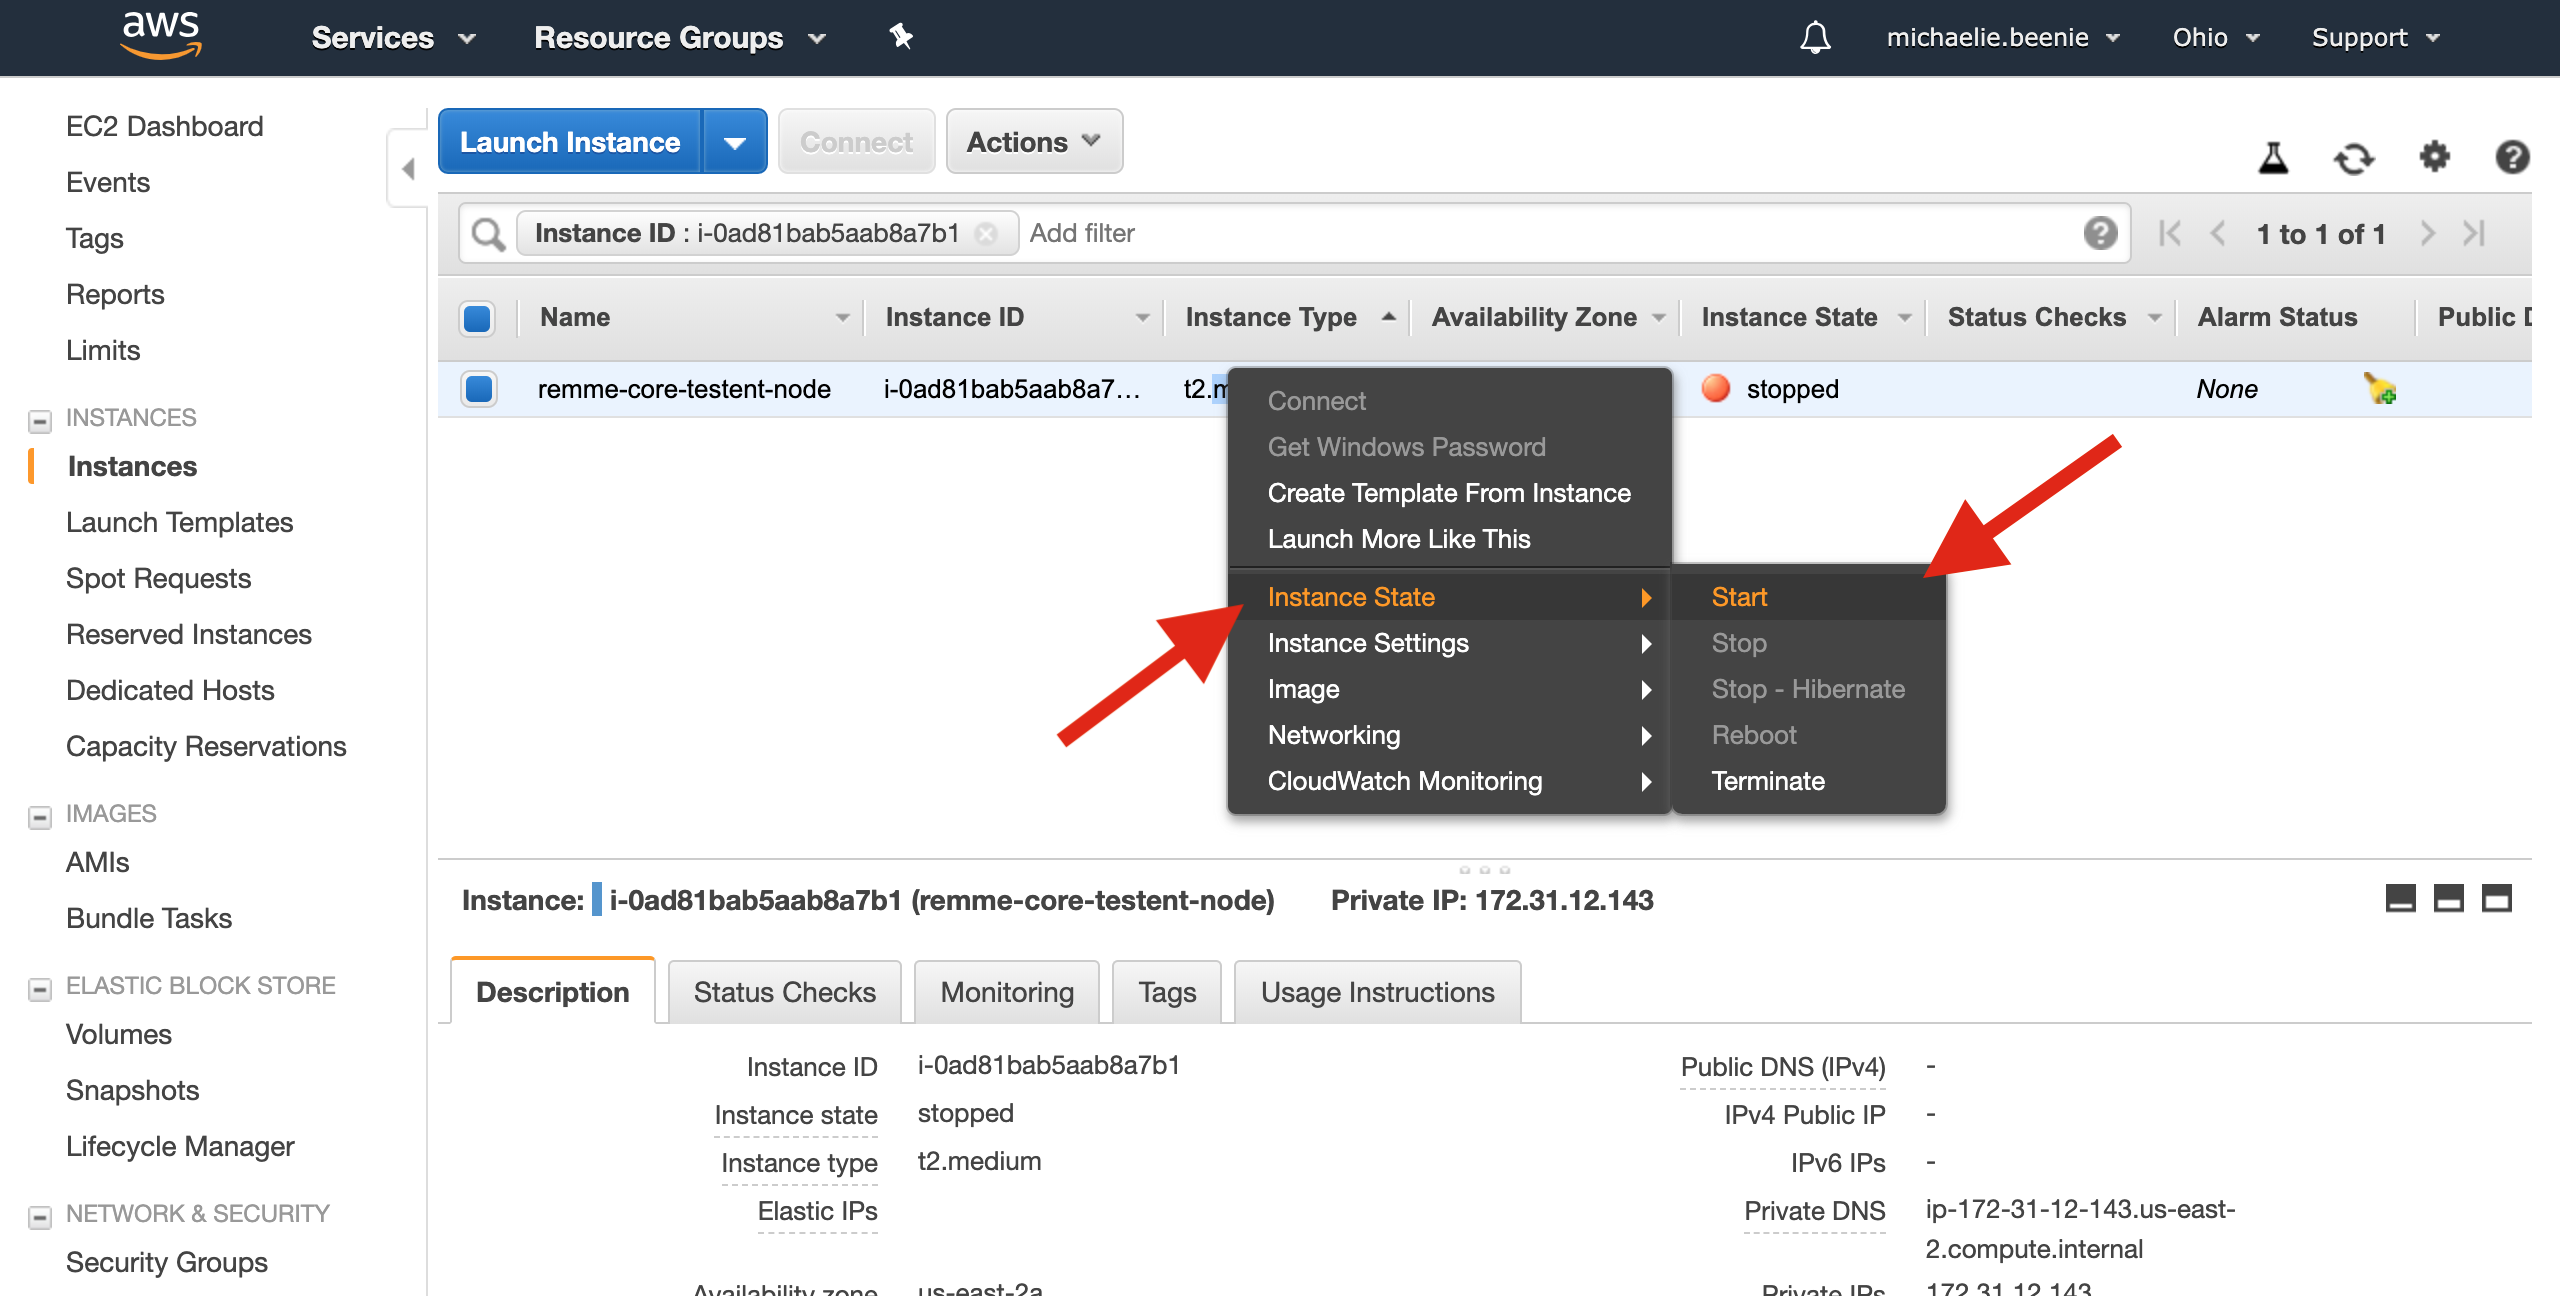 aws Services Resource Groups michaelie.beenie Ohio Support
EC2 Dashboard
Events
Tags
Reports
Limits
INSTANCES
Instances
Launch Templates
Spot Requests
Reserved Instances
Dedicated Hosts
Capacity Reservations
IMAGES
AMIs
Bundle Tasks
ELASTIC BLOCK STORE
Volumes
Snapshots
Lifecycle Manager
NETWORK & SECURITY
Security Groups
Launch Instance Connect Actions
Instance ID : i-0ad81bab5aab8a7b1 Add filter 1 to 1 of 1
Name Instance ID Instance Type Availability Zone Instance State Status Checks Alarm Status Public
remme-core-testent-node i-0ad81bab5aab8a7… t2.m stopped None
Connect
Get Windows Password
Create Template From Instance
Launch More Like This
Instance State
Instance Settings
Image
Networking
CloudWatch Monitoring
Start
Stop
Stop - Hibernate
Reboot
Terminate
Instance: i-0ad81bab5aab8a7b1 (remme-core-testent-node) Private IP: 172.31.12.143
Description Status Checks Monitoring Tags Usage Instructions
Instance ID i-0ad81bab5aab8a7b1
Instance state stopped
Instance type t2.medium
Elastic IPs
Availability zone us-east-2a
Public DNS (IPv4) -
IPv4 Public IP -
IPv6 IPs -
Private DNS ip-172-31-12-143.us-east-
2.compute.internal
Private IPs 172.31.12.143